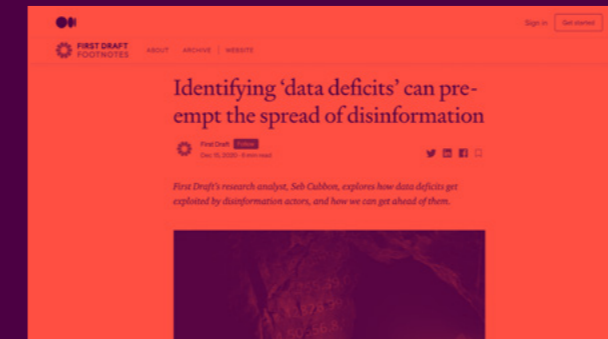 Sign in Get started
FIRST DRAFT
FOOTNOTES
ABOUT ARCHIVE WEBSITE
Identifying ‘data deficits’ can pre-
empt the spread of disinformation
First Draft Follow
Dec 15, 2020 · 8 min read
First Draft’s research analyst, Seb Cubbon, explores how data deficits get
exploited by disinformation actors, and how we can get ahead of them.